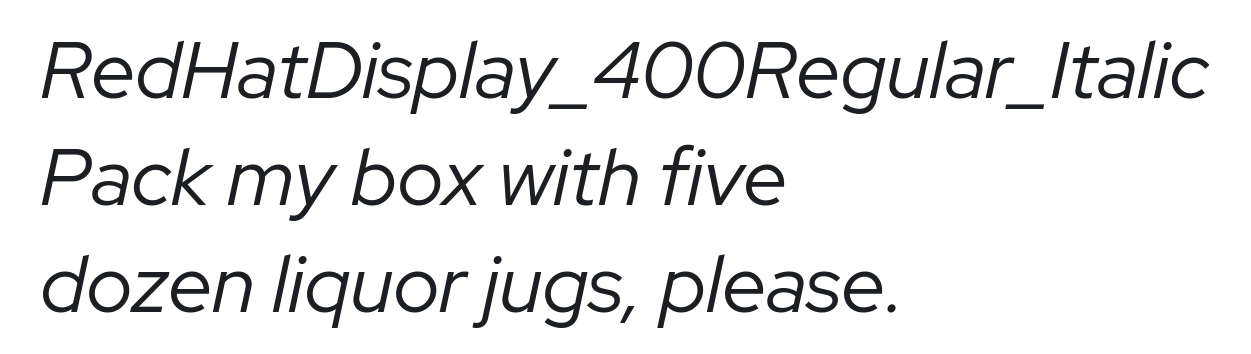 RedHatDisplay_400Regular_Italic
Pack my box with five
dozen liquor jugs, please.